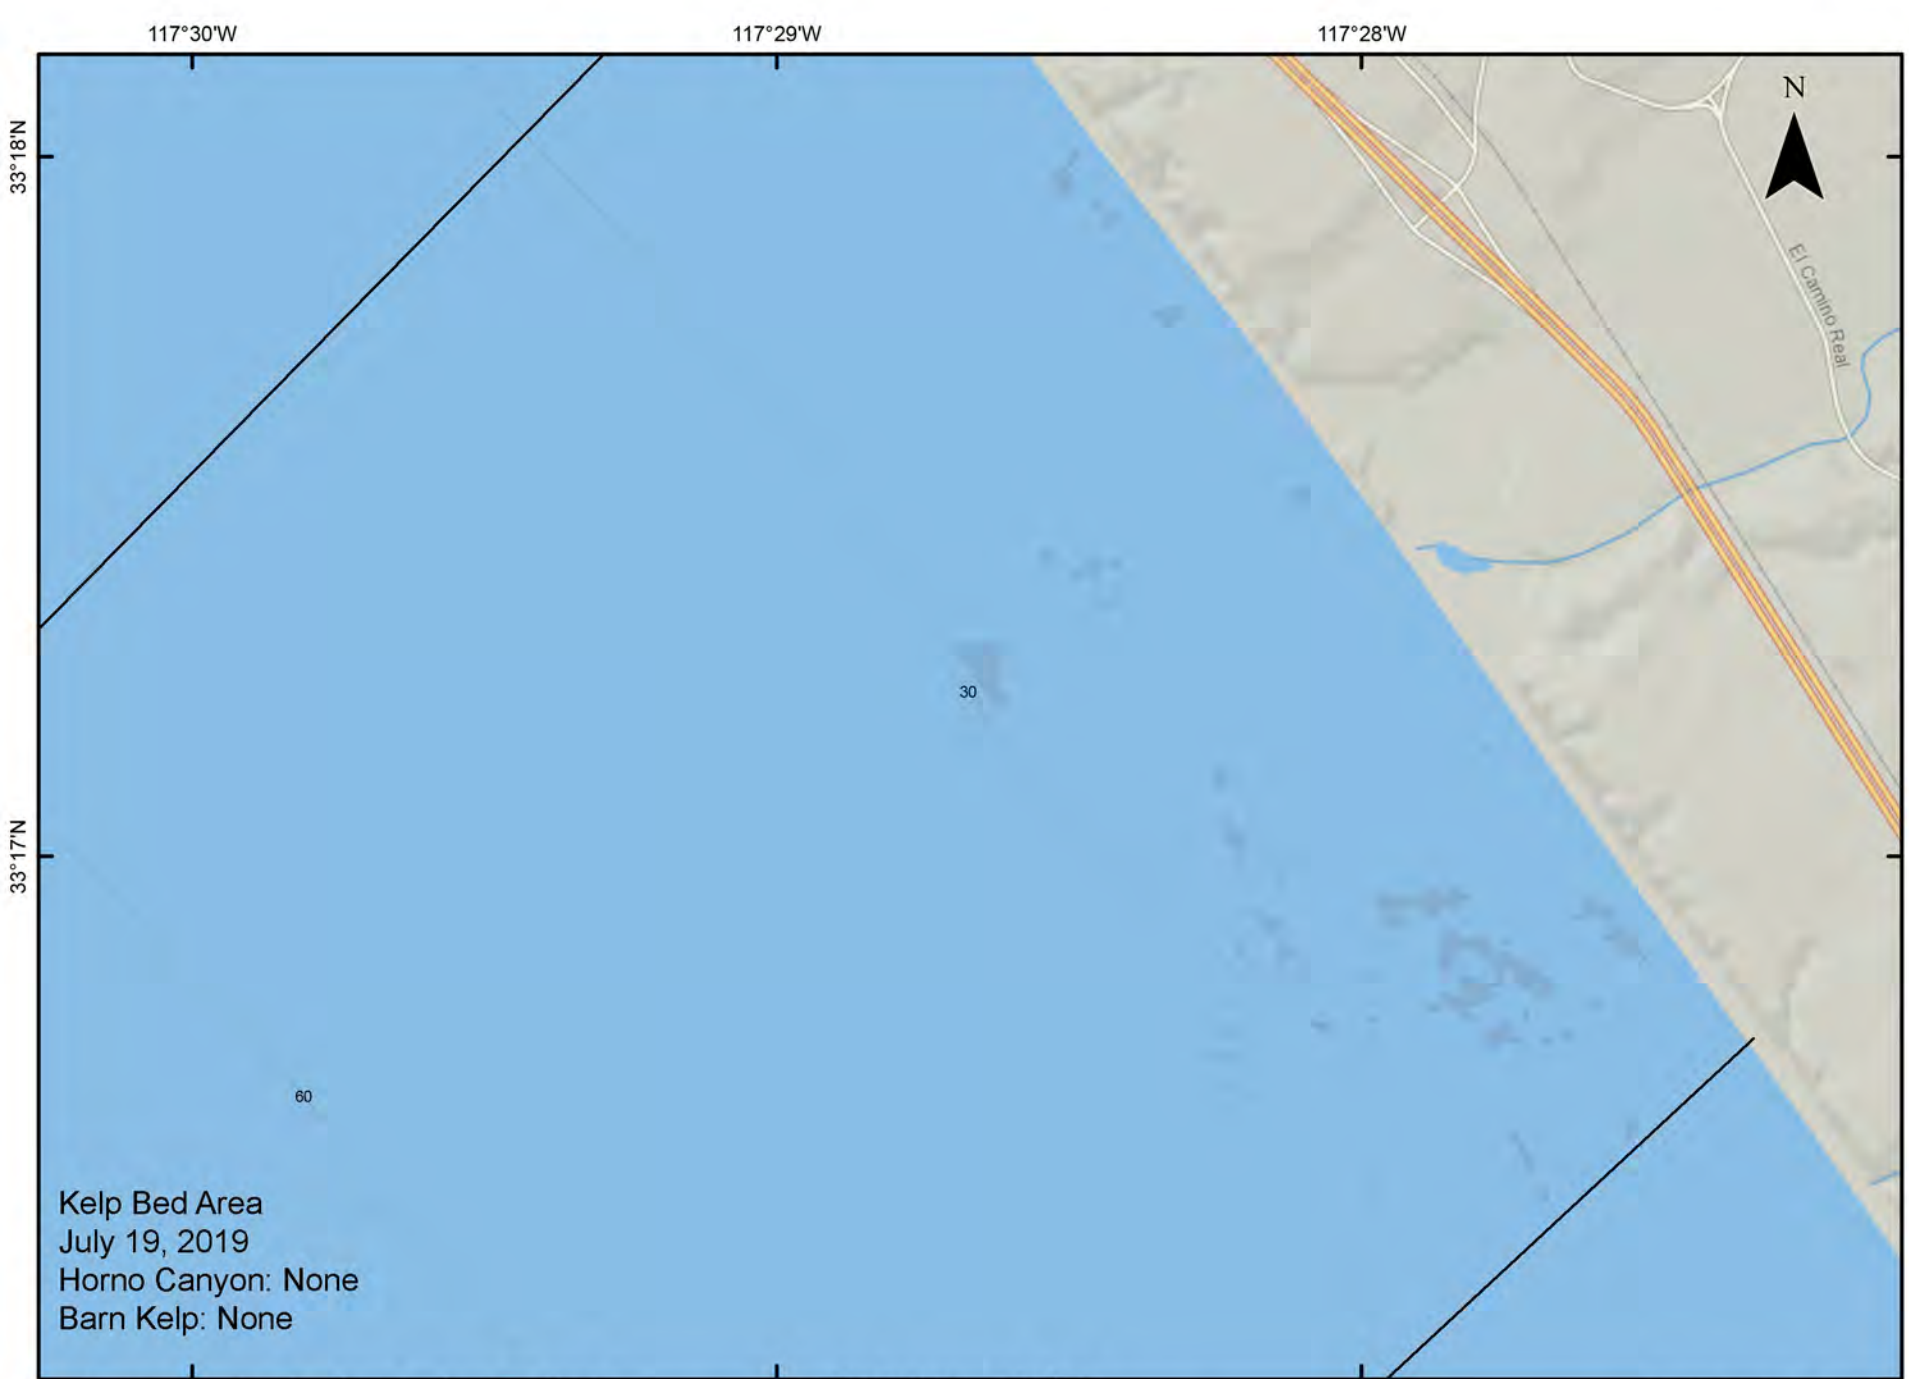 117°30'W
117°29'W
117°28'W
N
33°18'N
El Camino Real
30
33°17'N
60
Kelp Bed Area
July 19, 2019
Horno Canyon: None
Barn Kelp: None